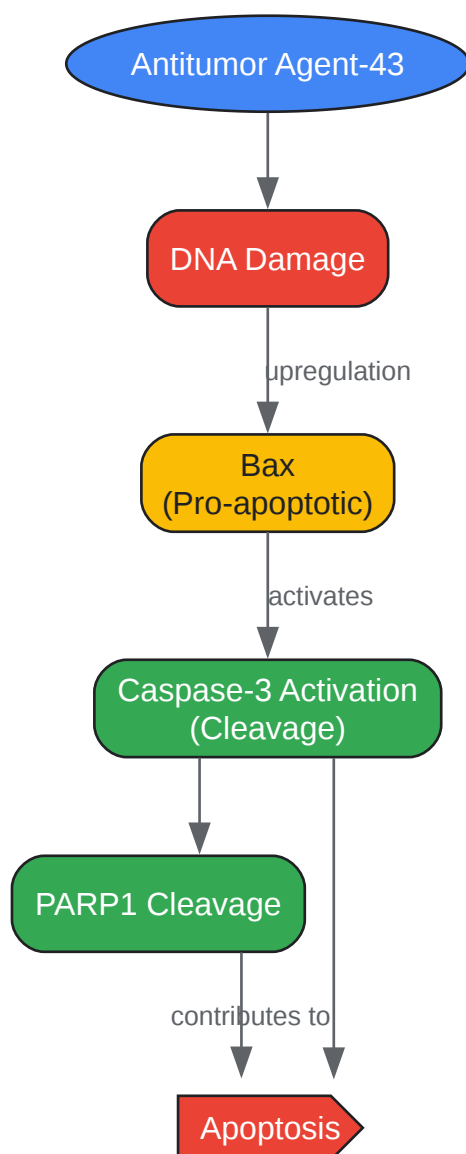 Antitumor Agent-43
DNA Damage
upregulation
Bax
(Pro-apoptotic)
activates
Caspase-3 Activation
(Cleavage)
PARP1 Cleavage
contributes to
Apoptosis